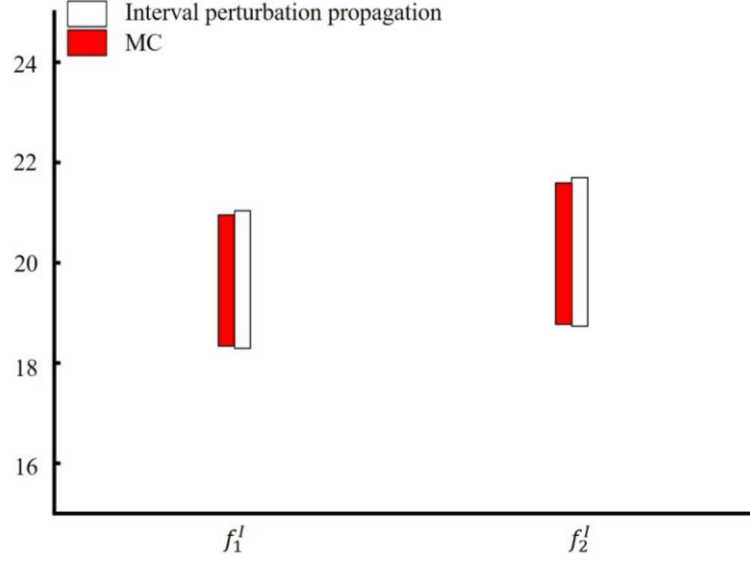 Interval perturbation propagation
MC
24
22
20
18
16
f₁ᴵ
f₂ᴵ